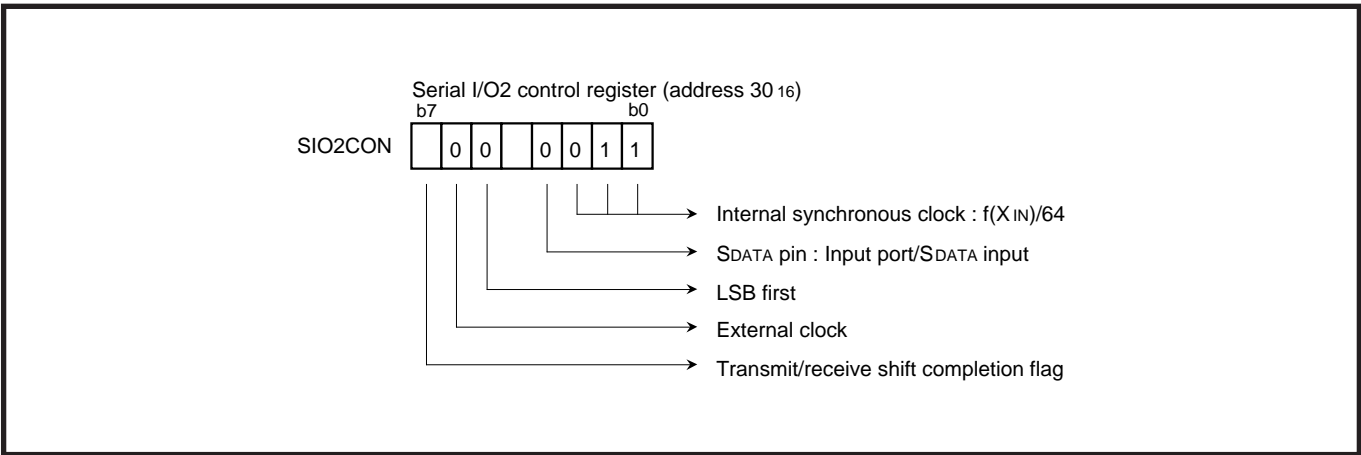 Serial I/O2 control register (address 30 16)
b7 b0
SIO2CON 0 0 0 0 1 1
Internal synchronous clock : f(XIN)/64
SDATA pin : Input port/SDATA input
LSB first
External clock
Transmit/receive shift completion flag